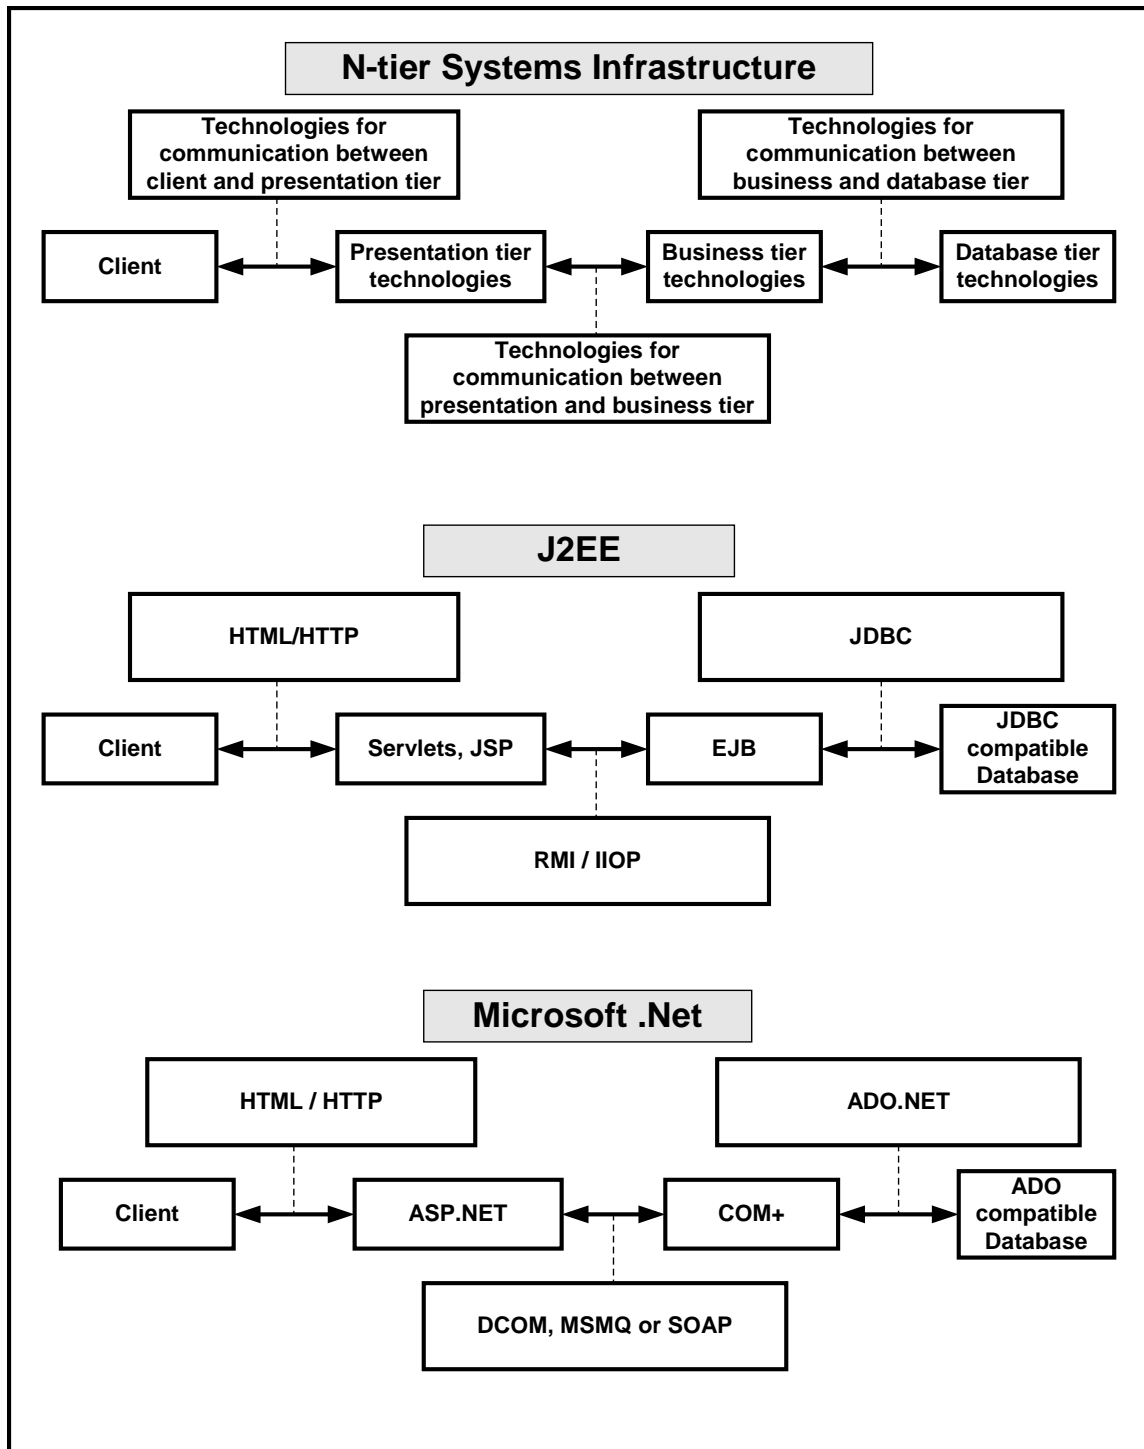 N-tier Systems Infrastructure
Technologies for
communication between
client and presentation tier
Technologies for
communication between
business and database tier
Client
Presentation tier
technologies
Business tier
technologies
Database tier
technologies
Technologies for
communication between
presentation and business tier
J2EE
HTML/HTTP
JDBC
Client
Servlets, JSP
EJB
JDBC
compatible
Database
RMI / IIOP
Microsoft .Net
HTML / HTTP
ADO.NET
Client
ASP.NET
COM+
ADO
compatible
Database
DCOM, MSMQ or SOAP